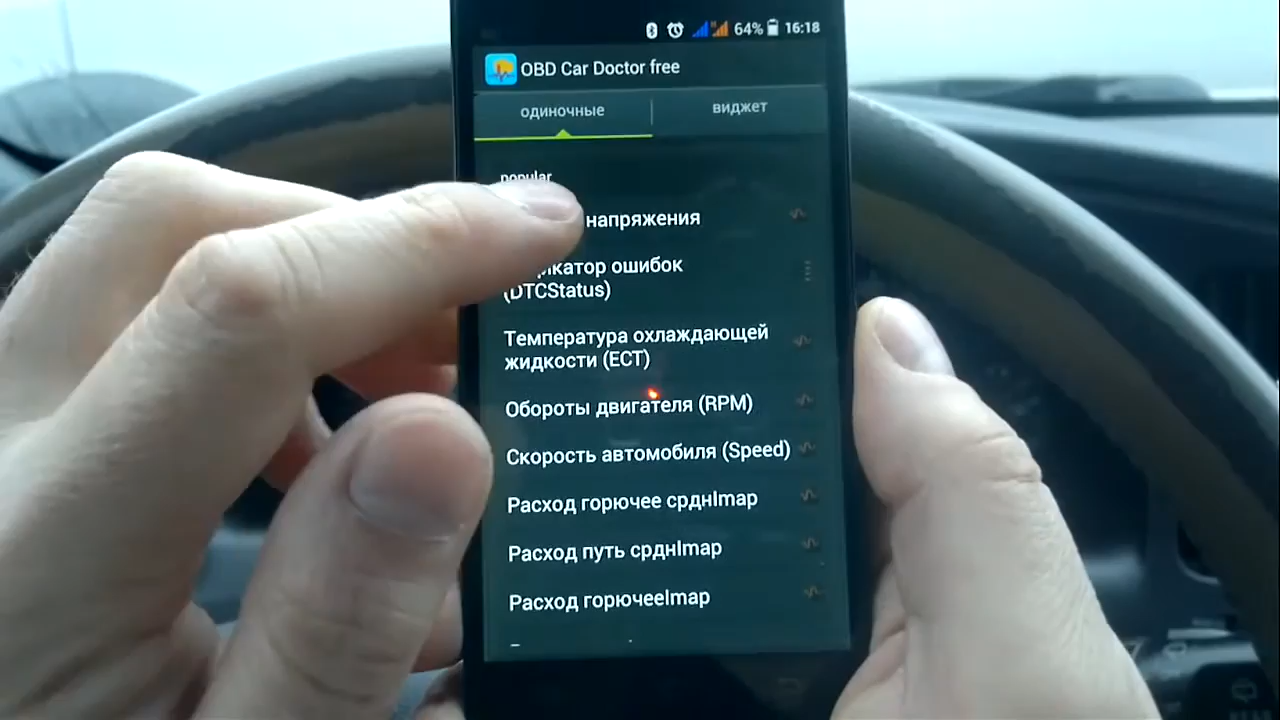 64% 16:18
OBD Car Doctor free
одиночные виджет
popular
напряжения
ошибок
(DTCStatus)
Температура охлаждающей
жидкости (ECT)
Обороты двигателя (RPM)
Скорость автомобиля (Speed)
Расход горючее срднImap
Расход путь срднImap
Расход горючееImap